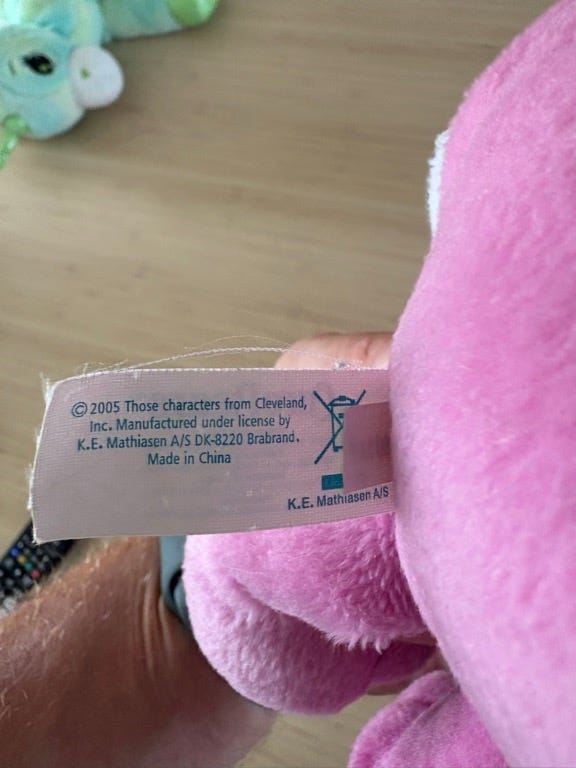 © 2005 Those characters from Cleveland,
Inc. Manufactured under license by
K.E. Mathiasen A/S DK-8220 Brabrand.
Made in China
K.E. Mathiasen A/S